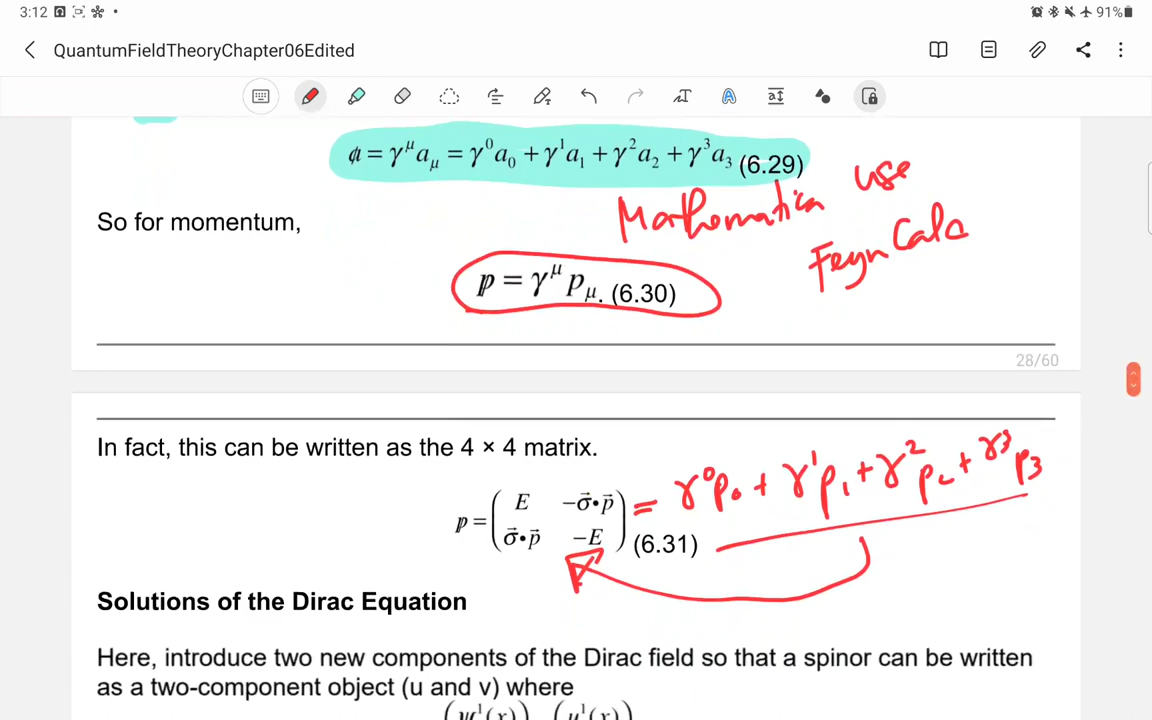 3:12 91%
QuantumFieldTheoryChapter06Edited
a̸ = γ^μ a_μ = γ^0 a_0 + γ^1 a_1 + γ^2 a_2 + γ^3 a_3 (6.29)
So for momentum,
Mathematica use
FeynCalc
p̸ = γ^μ p_μ. (6.30)
28/60
In fact, this can be written as the 4 × 4 matrix.
p̸ = ( E −σ⃗•p⃗ ) = γ^0 p_0 + γ^1 p_1 + γ^2 p_2 + γ^3 p_3
( σ⃗•p⃗ −E ) (6.31)
Solutions of the Dirac Equation
Here, introduce two new components of the Dirac field so that a spinor can be written
as a two-component object (u and v) where